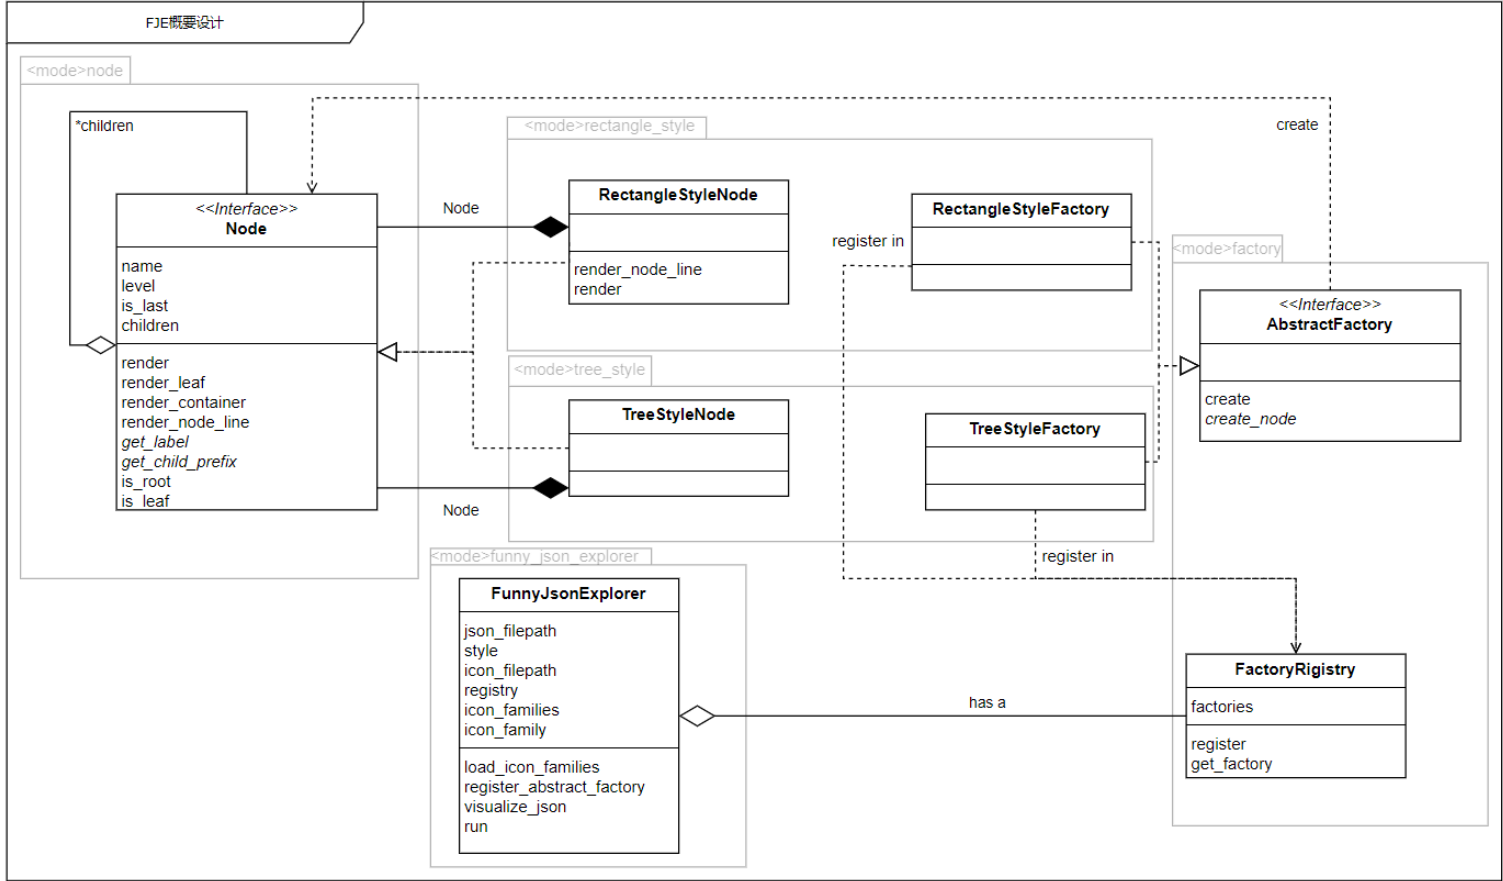 FJE概要设计
<mode>node
*children
<<Interface>>
Node
name
level
is_last
children
render
render_leaf
render_container
render_node_line
get_label
get_child_prefix
is_root
is_leaf
Node
Node
<mode>rectangle_style
RectangleStyleNode
render_node_line
render
RectangleStyleFactory
register in
<mode>tree_style
TreeStyleNode
TreeStyleFactory
register in
create
<mode>factory
<<Interface>>
AbstractFactory
create
create_node
<mode>funny_json_explorer
FunnyJsonExplorer
json_filepath
style
icon_filepath
registry
icon_families
icon_family
load_icon_families
register_abstract_factory
visualize_json
run
has a
FactoryRigistry
factories
register
get_factory